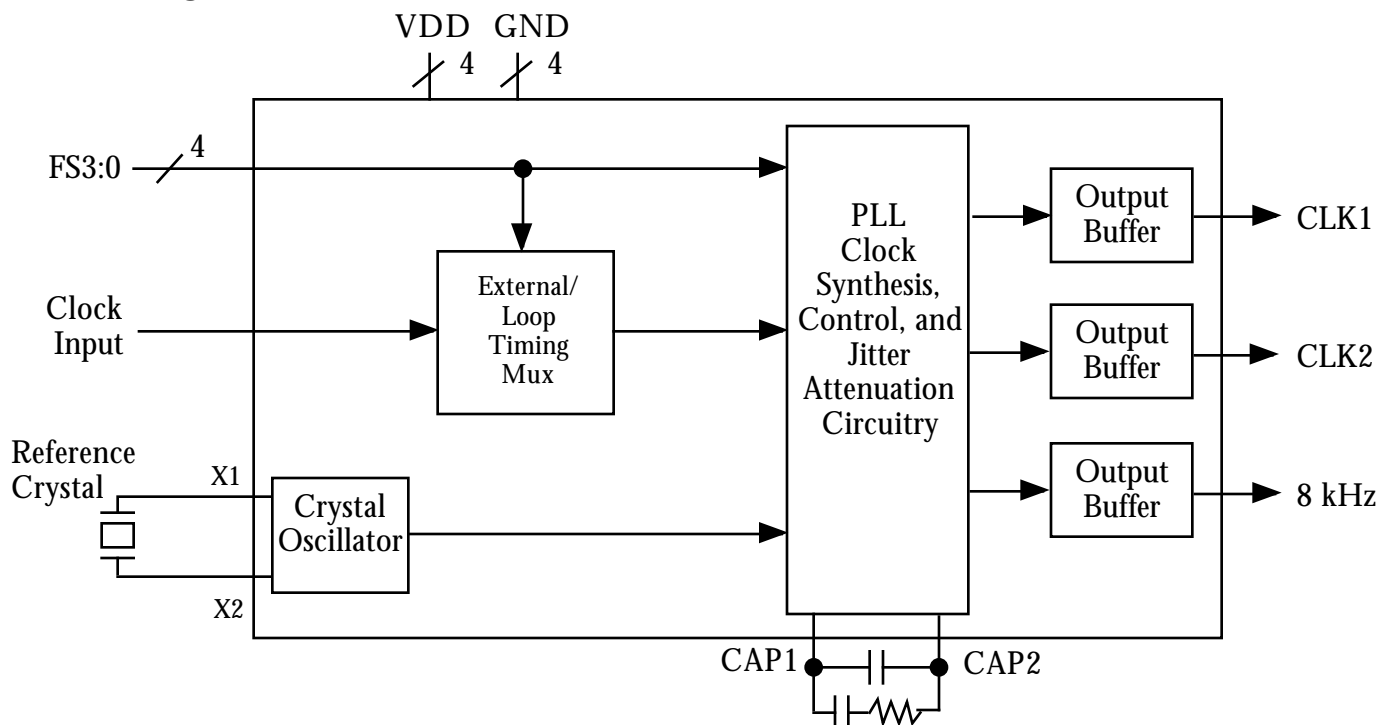 VDD GND
4 4
FS3:0
4
Clock
Input
External/
Loop
Timing
Mux
Reference
Crystal
X1
X2
Crystal
Oscillator
PLL
Clock
Synthesis,
Control, and
Jitter
Attenuation
Circuitry
Output
Buffer
CLK1
Output
Buffer
CLK2
Output
Buffer
8 kHz
CAP1
CAP2